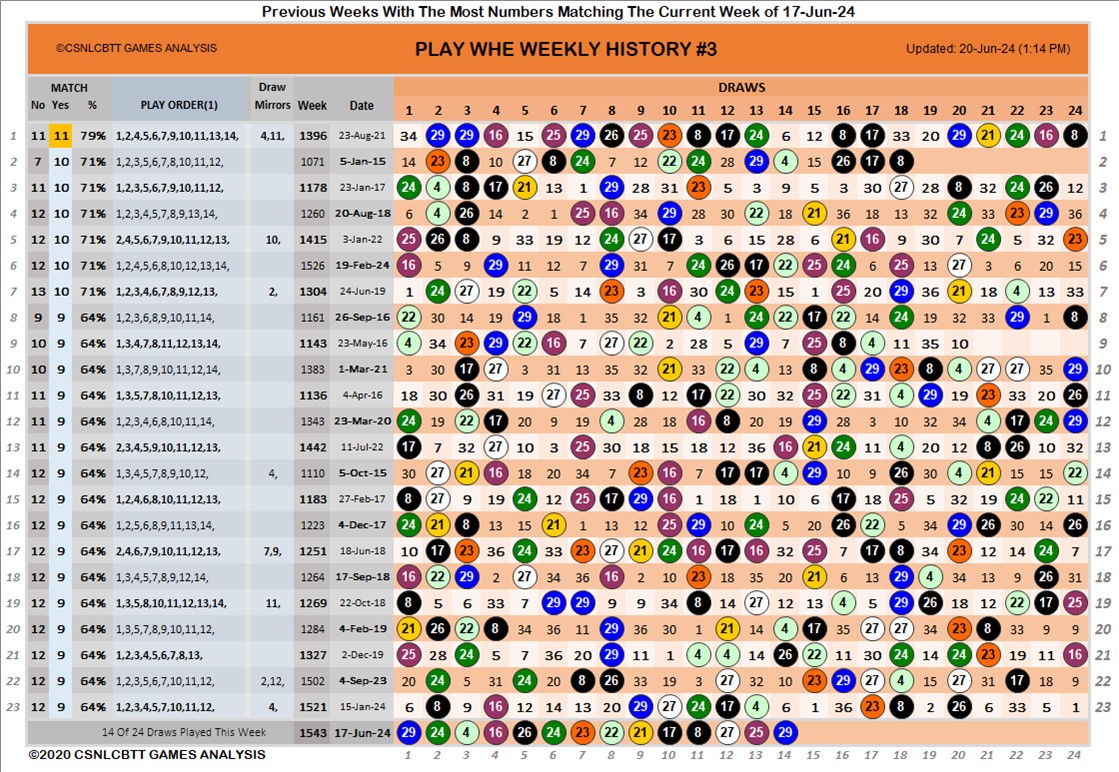 Previous Weeks With The Most Numbers Matching The Current Week of 17-Jun-24
©CSNLCBTT GAMES ANALYSIS PLAY WHE WEEKLY HISTORY #3 Updated: 20-Jun-24 (1:14 PM)
MATCH Draw DRAWS
No Yes % PLAY ORDER(1) Mirrors Week Date 1 2 3 4 5 6 7 8 9 10 11 12 13 14 15 16 17 18 19 20 21 22 23 24
1 11 11 79% 1,2,4,5,6,7,9,10,11,13,14, 4,11, 1396 23-Aug-21 34 29 29 16 15 25 29 26 25 23 8 17 24 6 12 8 17 33 20 29 21 24 16 8 1
2 7 10 71% 1,2,3,5,6,7,8,10,11,12, 1071 5-Jan-15 14 23 8 10 27 8 24 7 12 22 24 28 29 4 15 26 17 8 2
3 11 10 71% 1,2,3,5,6,7,9,10,11,12, 1178 23-Jan-17 24 4 8 17 21 13 1 29 28 31 23 5 3 9 5 3 30 27 28 8 32 24 26 12 3
4 12 10 71% 1,2,3,4,5,7,8,9,13,14, 1260 20-Aug-18 6 4 26 14 2 1 25 16 34 29 28 30 22 18 21 36 18 13 32 24 33 23 29 36 4
5 12 10 71% 2,4,5,6,7,9,10,11,12,13, 10, 1415 3-Jan-22 25 26 8 9 33 19 12 24 27 17 3 6 15 28 6 21 16 9 30 7 24 5 32 23 5
6 12 10 71% 1,2,4,5,6,8,10,12,13,14, 1526 19-Feb-24 16 5 9 29 11 12 7 29 31 7 24 26 17 22 25 24 6 25 13 27 3 6 20 15 6
7 13 10 71% 1,2,3,4,6,7,8,9,12,13, 2, 1304 24-Jun-19 1 24 27 19 22 5 14 23 3 16 30 24 23 15 1 25 20 29 36 21 18 4 13 33 7
8 9 9 64% 1,2,3,6,8,9,10,11,14, 1161 26-Sep-16 22 30 14 19 29 18 1 35 32 21 4 1 24 22 17 22 14 24 19 32 33 29 1 8 8
9 10 9 64% 1,3,4,7,8,11,12,13,14, 1143 23-May-16 4 34 23 29 22 16 7 27 22 2 28 5 29 7 25 8 4 11 35 10 9
10 10 9 64% 1,3,7,8,9,10,11,12,14, 1383 1-Mar-21 3 30 17 27 3 31 13 35 32 21 33 22 4 13 8 4 29 23 8 4 27 27 35 29 10
11 11 9 64% 1,3,5,7,8,10,11,12,13, 1136 4-Apr-16 18 30 26 31 19 27 25 33 8 12 17 22 30 32 25 22 31 4 29 19 23 33 20 26 11
12 11 9 64% 1,2,3,4,6,8,10,11,14, 1343 23-Mar-20 24 19 22 17 20 9 19 4 28 18 16 8 20 19 29 28 3 10 32 34 4 17 24 29 12
13 11 9 64% 2,3,4,5,9,10,11,12,13, 1442 11-Jul-22 17 7 13 27 10 3 25 30 18 15 18 12 36 16 21 24 11 4 13 20 8 26 10 32 13
14 12 9 64% 1,3,4,5,7,8,9,10,12, 4, 1110 5-Oct-15 30 27 21 16 18 20 34 7 23 16 7 17 17 4 29 10 9 26 30 4 21 15 15 22 14
15 12 9 64% 1,2,4,6,8,10,11,12,13, 1183 27-Feb-17 8 27 9 19 24 12 25 17 29 16 1 18 1 10 6 17 18 25 5 32 19 24 22 11 15
16 12 9 64% 1,2,5,6,8,9,11,13,14, 1223 4-Dec-17 24 21 8 13 15 21 1 13 12 25 29 10 24 5 20 26 22 5 34 29 26 30 14 26 16
17 12 9 64% 2,4,6,7,9,10,11,12,13, 7,9, 1251 18-Jun-18 10 17 23 36 24 33 23 27 21 24 16 17 16 32 25 7 17 8 34 23 12 14 24 7 17
18 12 9 64% 1,3,4,5,7,8,9,12,14, 1264 17-Sep-18 16 22 29 2 27 34 28 16 2 10 23 18 35 20 21 6 13 29 4 34 13 9 26 31 18
19 12 9 64% 1,3,5,8,10,11,12,13,14, 11, 1269 22-Oct-18 8 5 6 33 7 29 29 9 9 34 8 14 27 12 13 4 5 29 26 18 12 22 17 25 19
20 12 9 64% 1,3,5,7,8,9,10,11,12, 1284 4-Feb-19 21 26 22 8 34 36 11 29 36 30 1 21 14 4 17 35 27 27 34 23 8 33 9 9 20
21 12 9 64% 1,2,3,4,5,6,7,8,13, 1327 2-Dec-19 25 28 24 5 7 36 20 29 11 1 4 4 14 26 22 11 30 24 14 24 23 19 11 16 21
22 12 9 64% 1,2,3,5,6,7,10,11,12, 2,12, 1502 4-Sep-23 20 24 5 31 24 20 8 26 33 19 3 27 32 10 23 29 27 4 15 27 31 17 18 9 22
23 12 9 64% 1,2,3,4,5,7,10,11,12, 4, 1521 15-Jan-24 6 8 9 16 12 14 13 20 29 27 24 17 4 6 1 36 23 8 2 26 6 33 5 1 23
14 Of 24 Draws Played This Week 1543 17-Jun-24 29 24 4 16 26 24 23 22 21 17 8 27 25 29
©2020 CSNLCBTT GAMES ANALYSIS 1 2 3 4 5 6 7 8 9 10 11 12 13 14 15 16 17 18 19 20 21 22 23 24